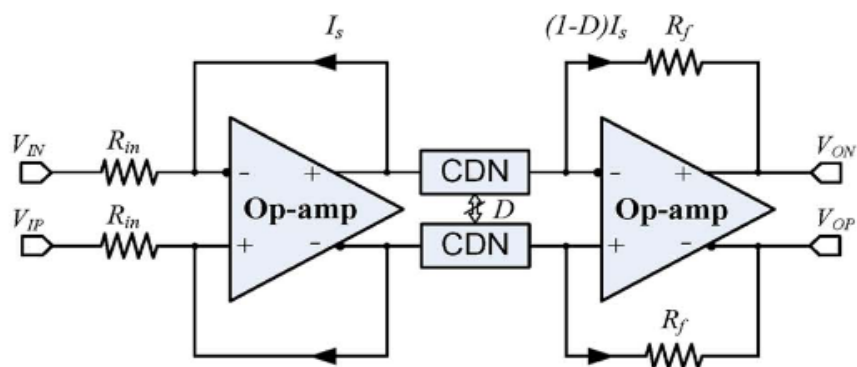 I_s
(1-D)I_s
R_f
V_IN
R_in
- +
Op-amp
CDN
- +
Op-amp
V_ON
D
V_IP
R_in
+ -
CDN
+ -
V_OP
R_f